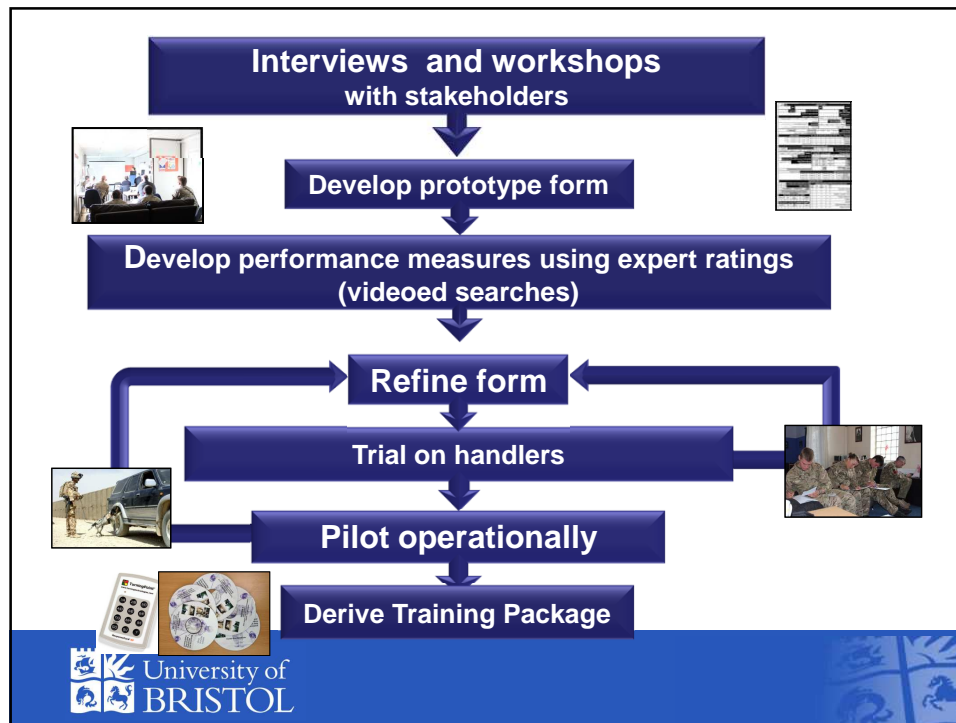 Interviews and workshops
with stakeholders
Develop prototype form
Develop performance measures using expert ratings
(videoed searches)
Refine form
Trial on handlers
Pilot operationally
TurningPoint
Derive Training Package
University of
BRISTOL